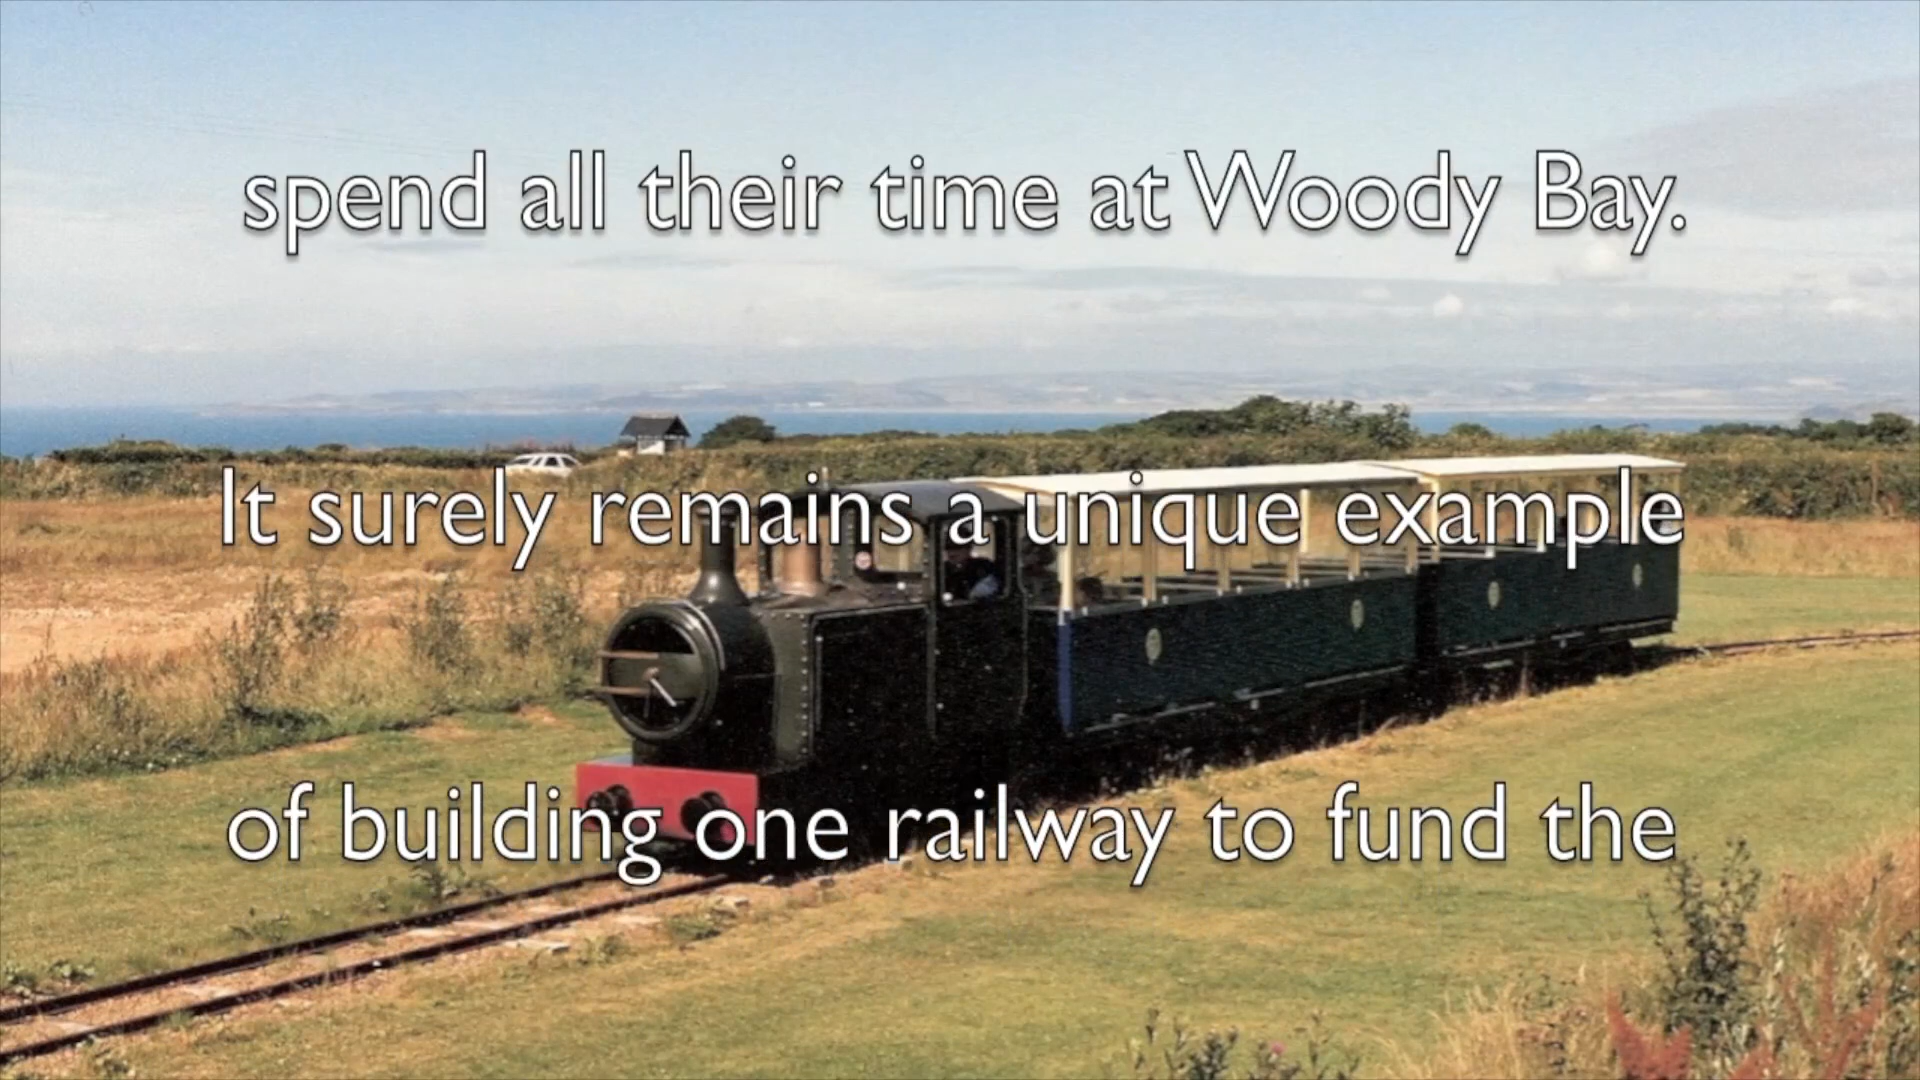 spend all their time at Woody Bay.
It surely remains a unique example
of building one railway to fund the